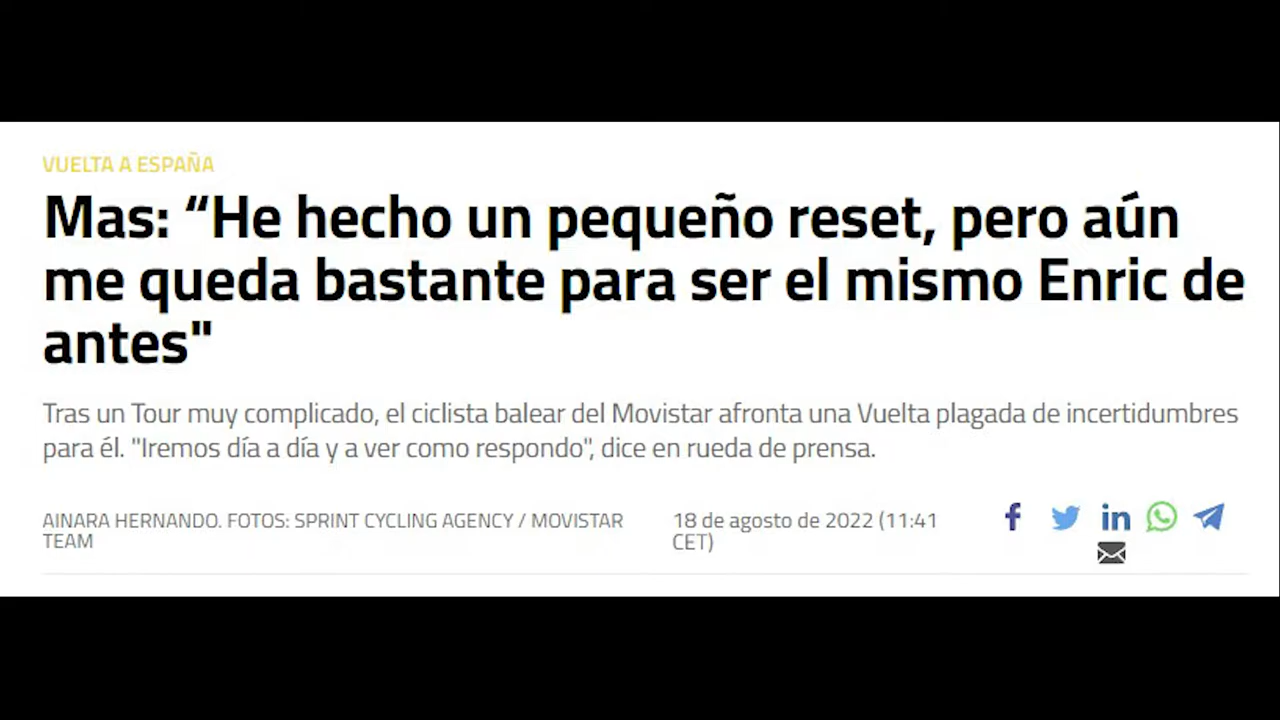 VUELTA A ESPAÑA
Mas: “He hecho un pequeño reset, pero aún
me queda bastante para ser el mismo Enric de
antes"
Tras un Tour muy complicado, el ciclista balear del Movistar afronta una Vuelta plagada de incertidumbres
para él. "Iremos día a día y a ver como respondo", dice en rueda de prensa.
AINARA HERNANDO. FOTOS: SPRINT CYCLING AGENCY / MOVISTAR
TEAM
18 de agosto de 2022 (11:41
CET)